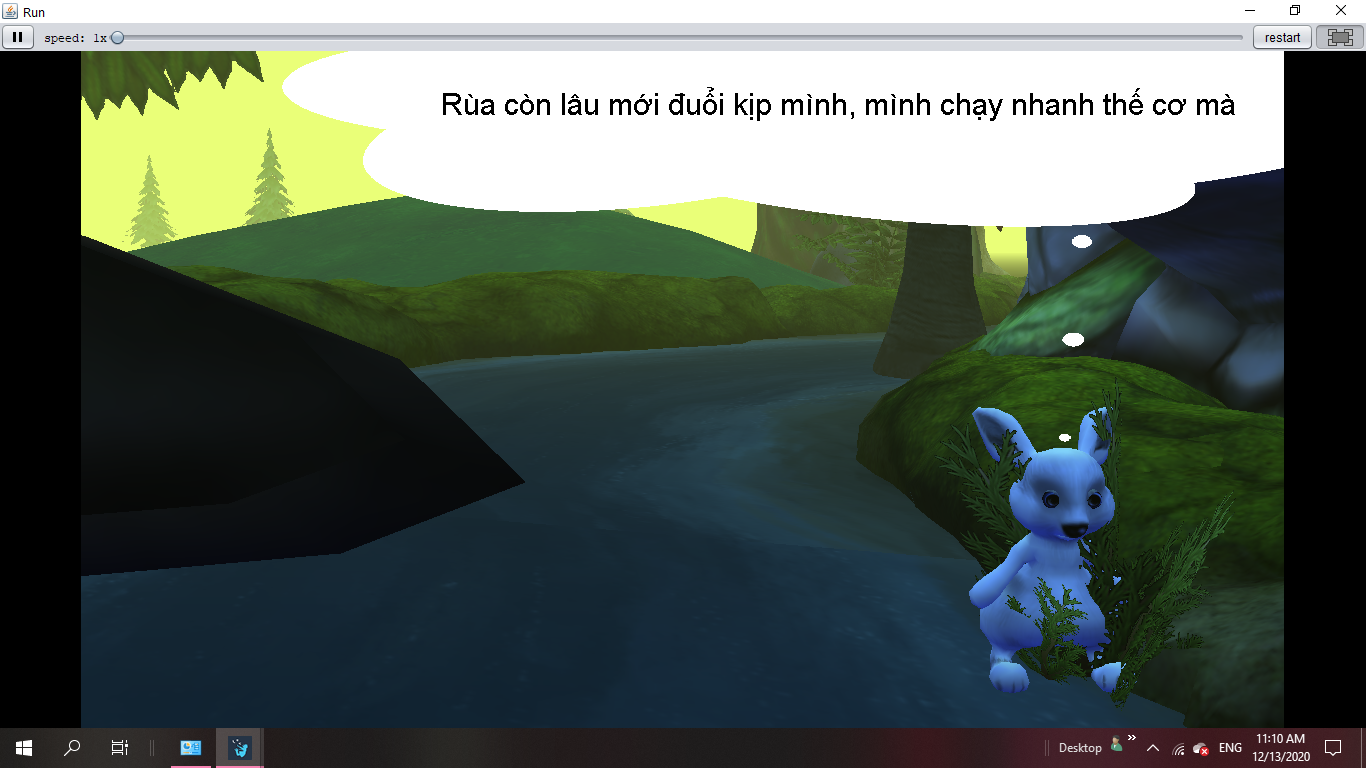 Run
speed: 1x
restart
Rùa còn lâu mới đuổi kịp mình, mình chạy nhanh thế cơ mà
Desktop
ENG
11:10 AM
12/13/2020